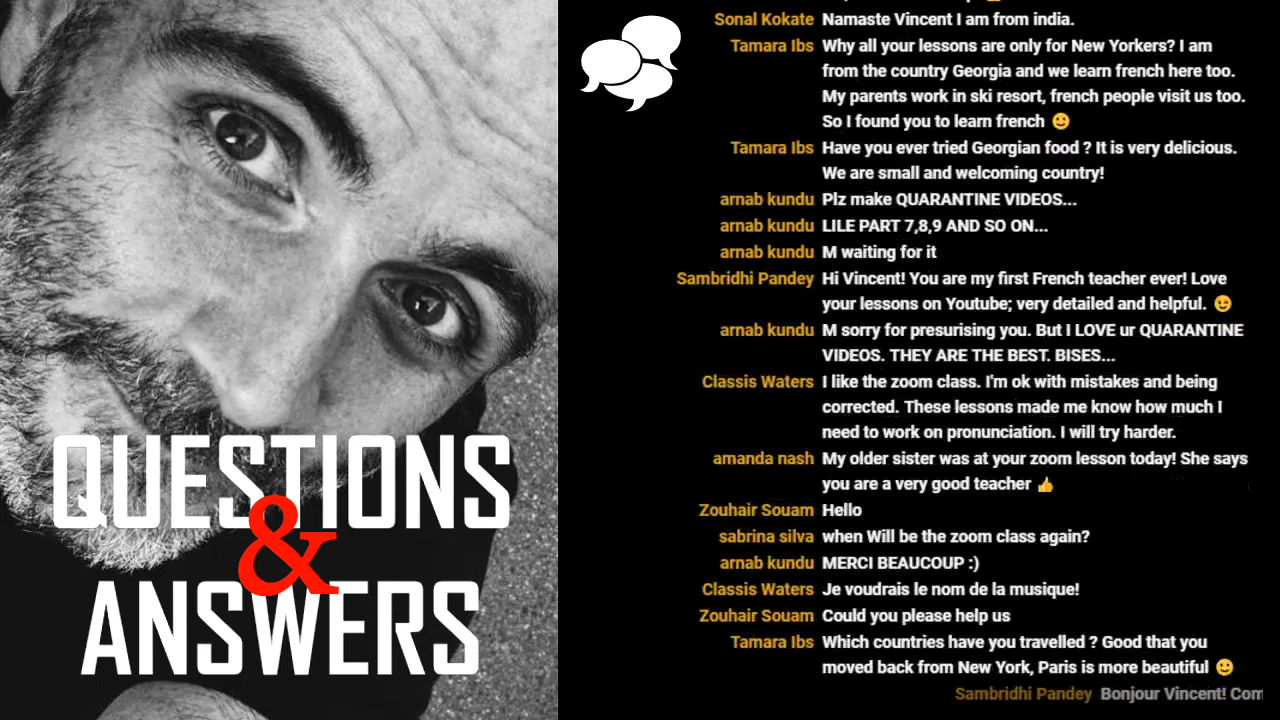 QUESTIONS
&
ANSWERS
Sonal Kokate Namaste Vincent I am from india.
Tamara Ibs Why all your lessons are only for New Yorkers? I am
from the country Georgia and we learn french here too.
My parents work in ski resort, french people visit us too.
So I found you to learn french 🙂
Tamara Ibs Have you ever tried Georgian food ? It is very delicious.
We are small and welcoming country!
arnab kundu Plz make QUARANTINE VIDEOS...
arnab kundu LILE PART 7,8,9 AND SO ON...
arnab kundu M waiting for it
Sambridhi Pandey Hi Vincent! You are my first French teacher ever! Love
your lessons on Youtube; very detailed and helpful. 😉
arnab kundu M sorry for presurising you. But I LOVE ur QUARANTINE
VIDEOS. THEY ARE THE BEST. BISES...
Classis Waters I like the zoom class. I'm ok with mistakes and being
corrected. These lessons made me know how much I
need to work on pronunciation. I will try harder.
amanda nash My older sister was at your zoom lesson today! She says
you are a very good teacher 👍
Zouhair Souam Hello
sabrina silva when Will be the zoom class again?
arnab kundu MERCI BEAUCOUP :)
Classis Waters Je voudrais le nom de la musique!
Zouhair Souam Could you please help us
Tamara Ibs Which countries have you travelled ? Good that you
moved back from New York, Paris is more beautiful 🙂
Sambridhi Pandey Bonjour Vincent! Com